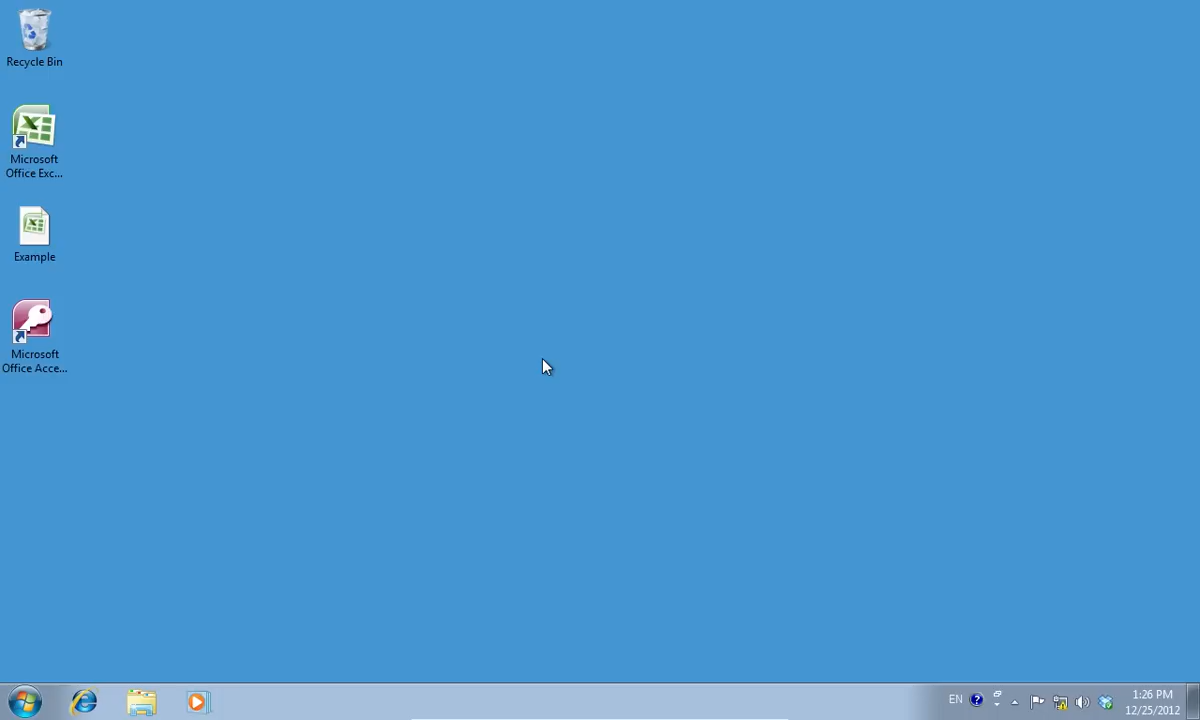 Recycle Bin
Microsoft
Office Exc...
Example
Microsoft
Office Acce...
EN
1:26 PM
12/25/2012